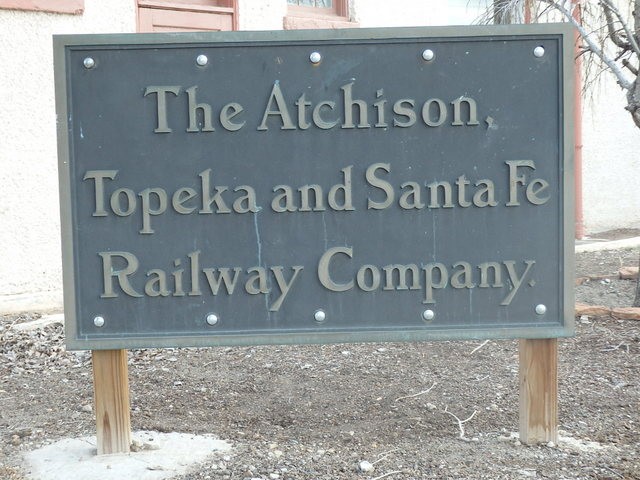 The Atchison,
Topeka and Santa Fe
Railway Company.